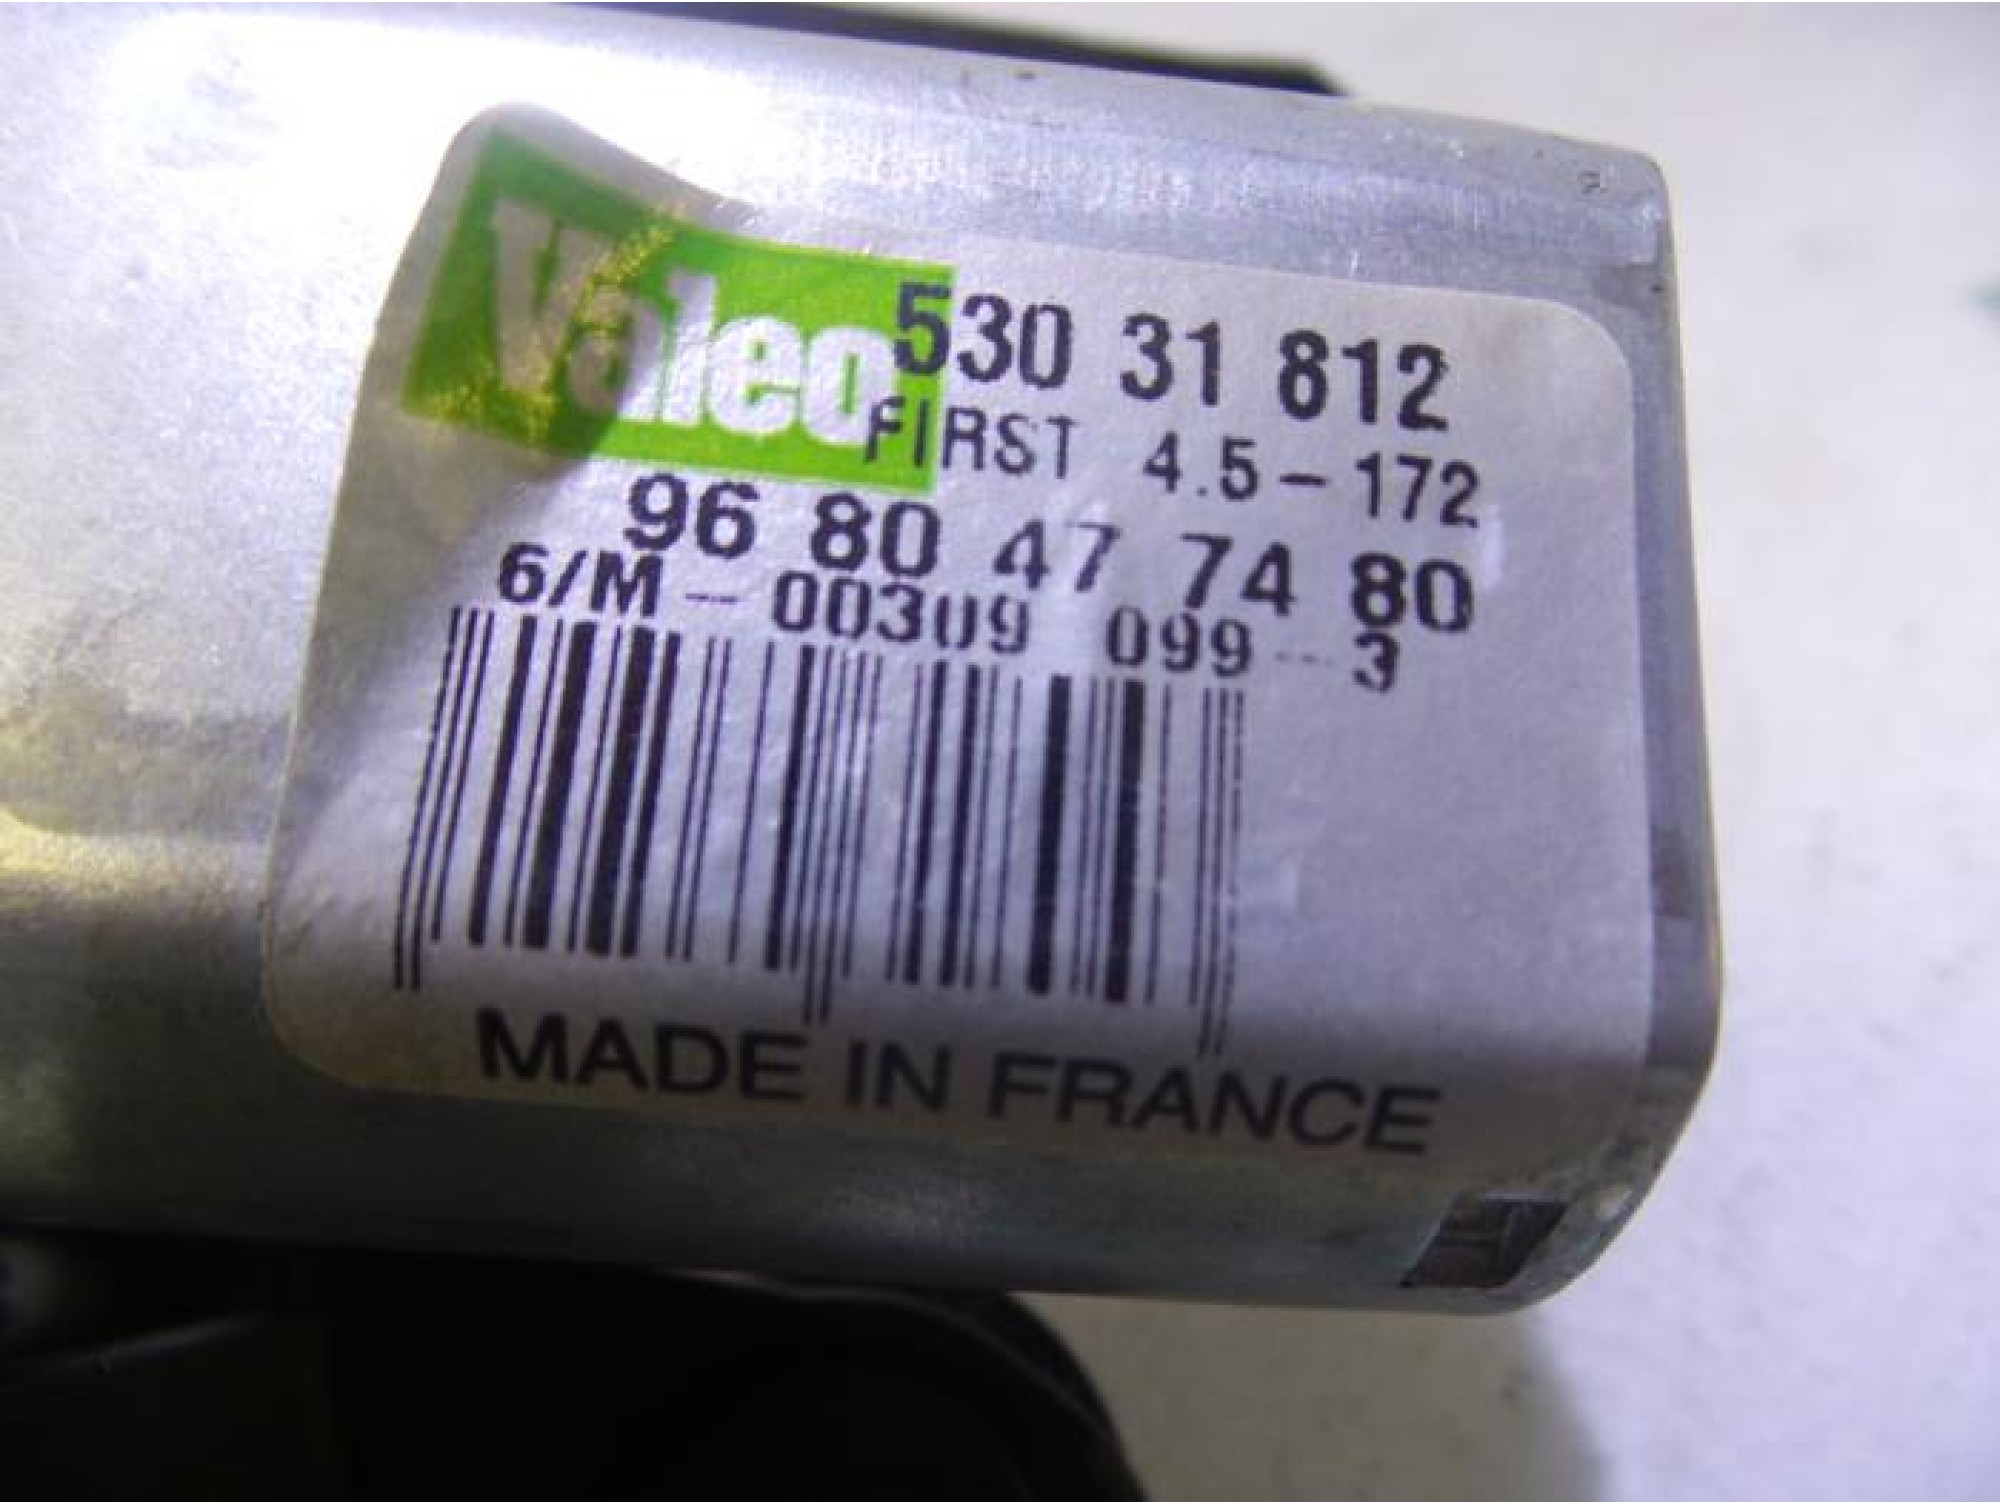 Valeo 530 31 812
FIRST 4.5-172
96 80 47 74 80
6/M-00309 099-3
MADE IN FRANCE